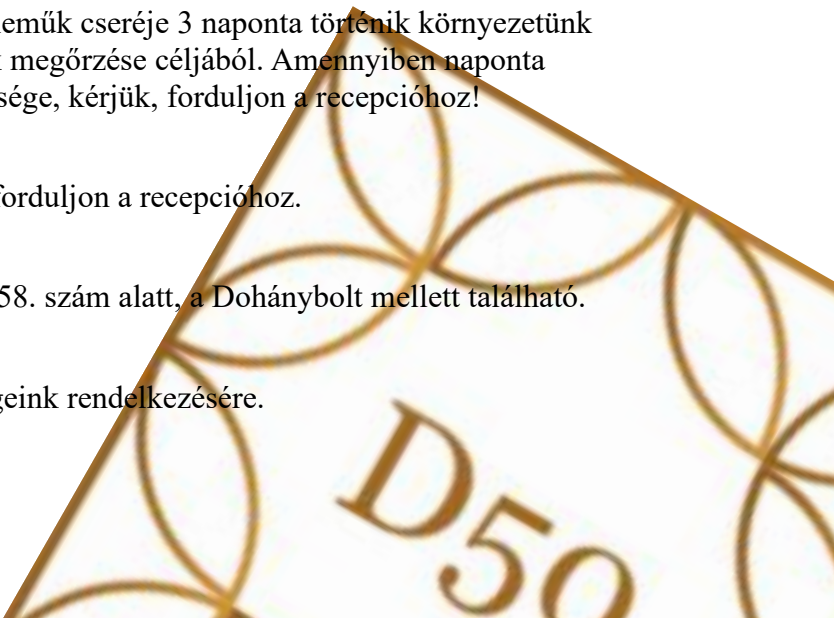 eműk cseréje 3 naponta történik környezetünk
megőrzése céljából. Amennyiben naponta
sége, kérjük, forduljon a recepcióhoz!
forduljon a recepcióhoz.
58. szám alatt, a Dohánybolt mellett található.
geink rendelkezésére.
D50